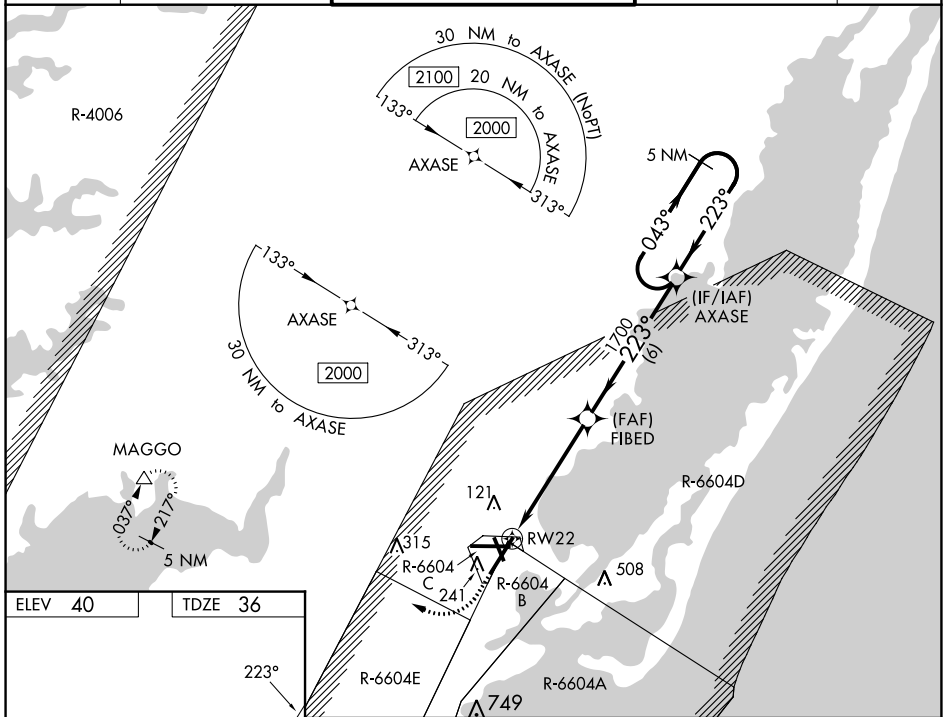 30 NM to AXASE (NoPT)
2100
20 NM to AXASE
2000
133°
AXASE
313°
R-4006
5 NM
043°
223°
(IF/IAF)
AXASE
133°
AXASE
313°
2000
30 NM to AXASE
1700
223°
(6)
(FAF)
FIBED
MAGGO
037°
217°
5 NM
R-6604D
121
RW22
315
R-6604
C
241
R-6604
B
508
ELEV 40
TDZE 36
223°
R-6604E
R-6604A
749